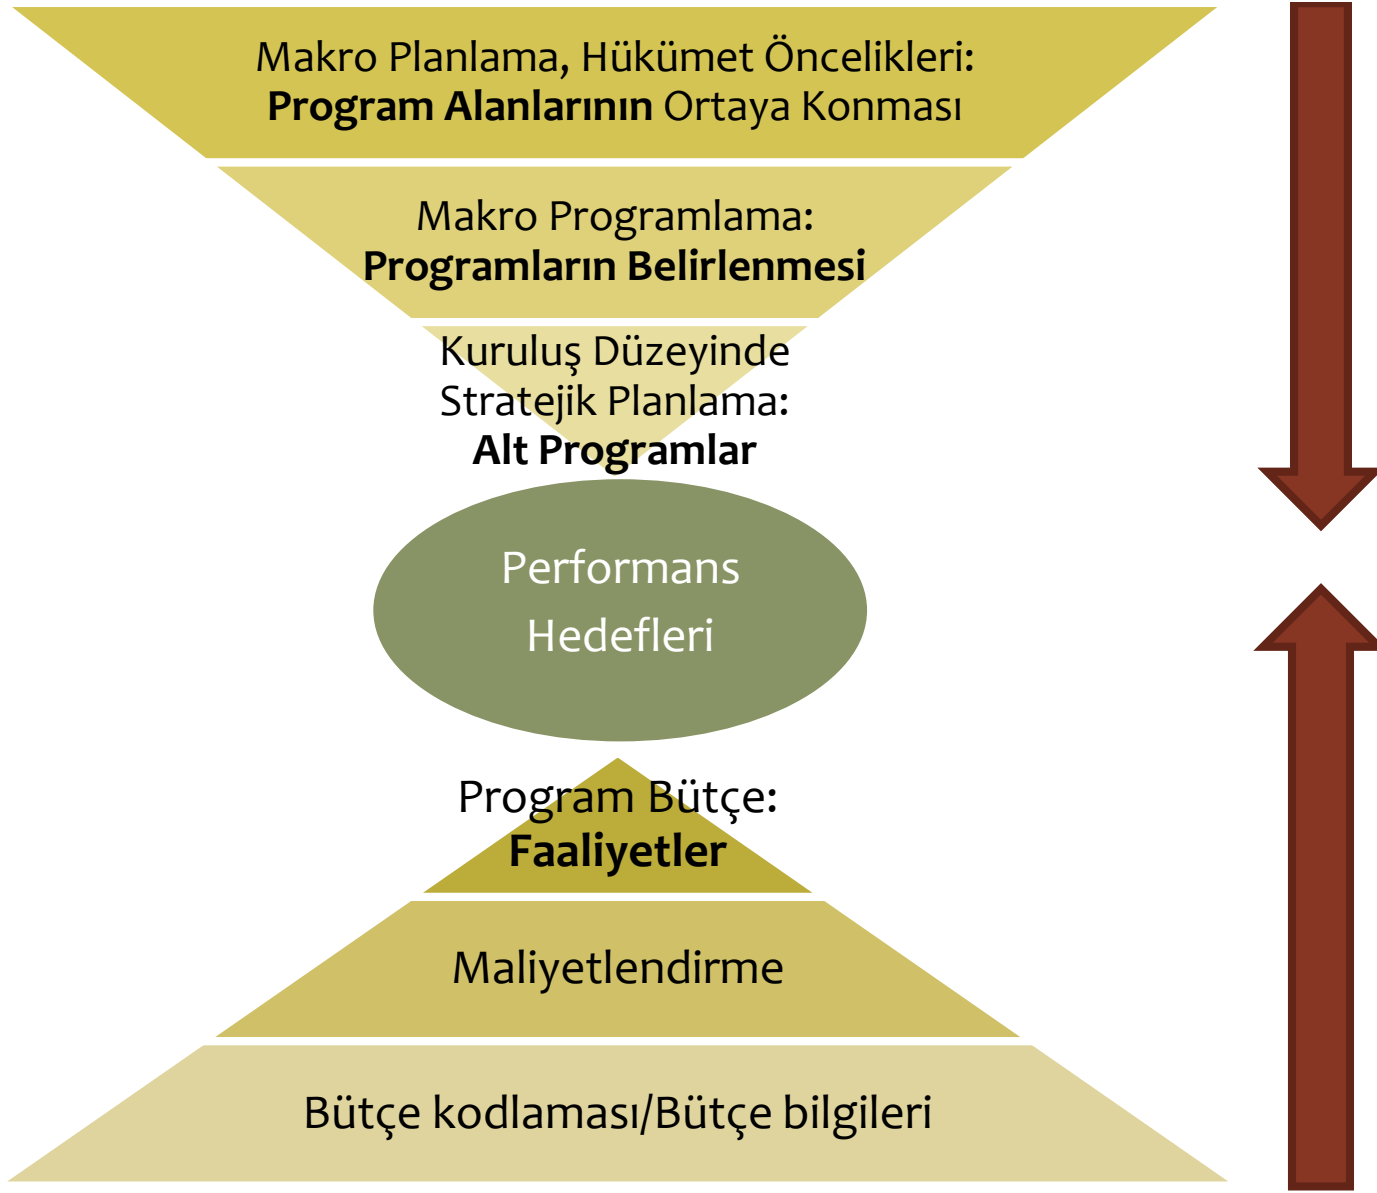 Makro Planlama, Hükümet Öncelikleri:
Program Alanlarının Ortaya Konması
Makro Programlama:
Programların Belirlenmesi
Kuruluş Düzeyinde
Stratejik Planlama:
Alt Programlar
Performans
Hedefleri
Program Bütçe:
Faaliyetler
Maliyetlendirme
Bütçe kodlaması/Bütçe bilgileri